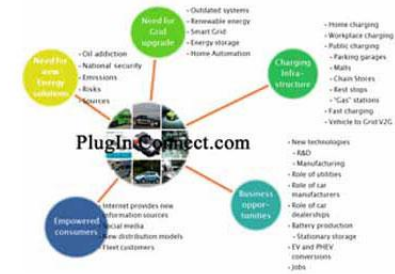 Need for
Grid
upgrade
- Outdated systems
- Renewable energy
- Smart Grid
- Energy storage
- Home Automation
Need for
new
Energy
solutions
- Oil addiction
- National security
- Emissions
- Risks
- Sources
Charging
Infra-
structure
- Home charging
- Workplace charging
- Public charging
- Parking garages
- Malls
- Chain Stores
- Rest stops
- "Gas" stations
- Fast charging
- Vehicle to Grid V2G
PlugInConnect.com
Empowered
consumers
Internet provides new
information sources
Social media
New distribution models
Fleet customers
Business
oppor-
tunities
- New technologies
- R&D
- Manufacturing
- Role of utilities
- Role of car
manufacturers
- Role of car
dealerships
- Battery production
- Stationary storage
- EV and PHEV
conversions
- Jobs